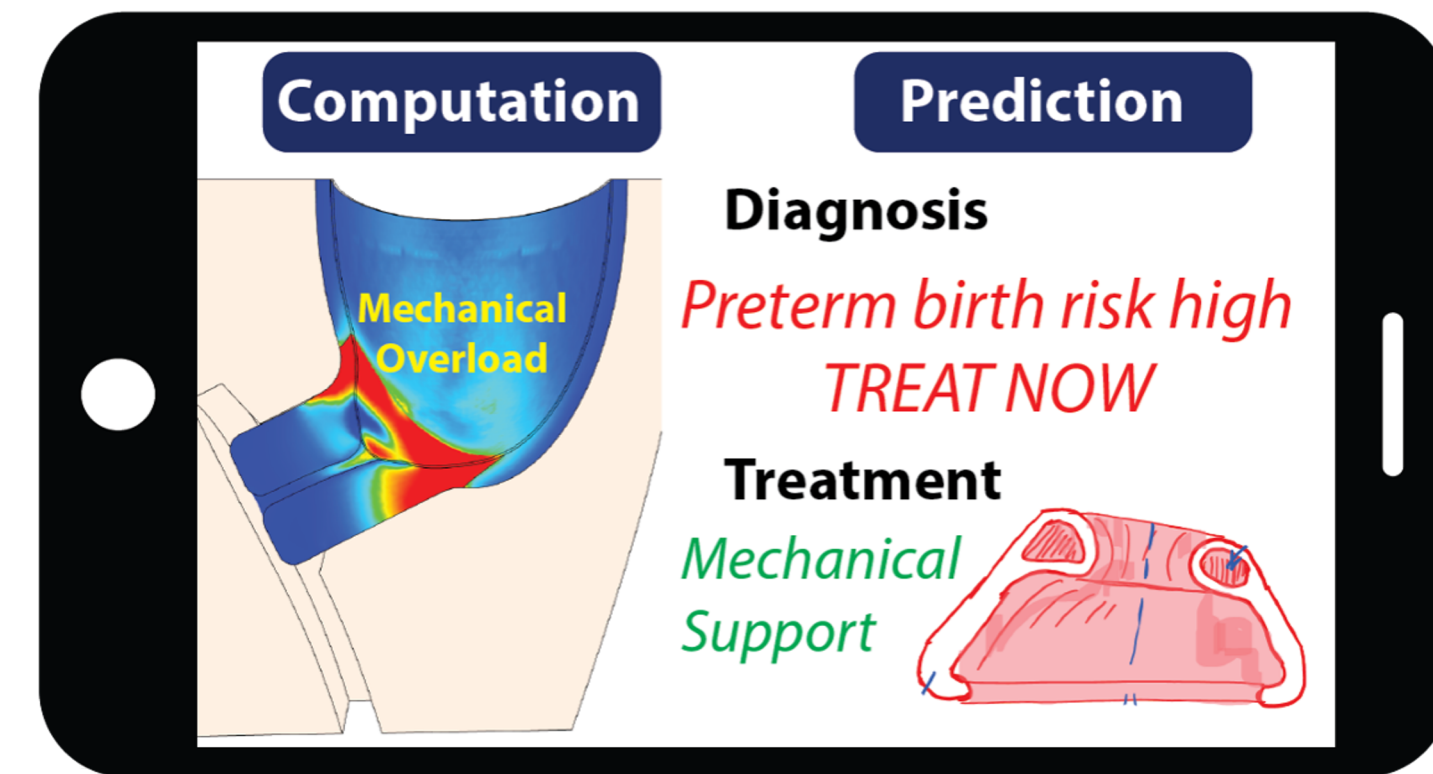 Computation
Prediction
Mechanical
Overload
Diagnosis
Preterm birth risk high
TREAT NOW
Treatment
Mechanical
Support